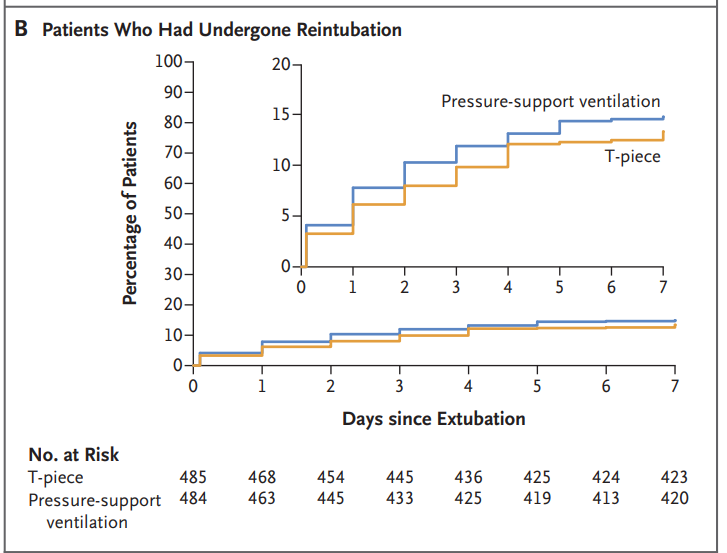 B Patients Who Had Undergone Reintubation
Percentage of Patients
100
90
80
70
60
50
40
30
20
10
0
20
15
10
5
0
Pressure-support ventilation
T-piece
0 1 2 3 4 5 6 7
0 1 2 3 4 5 6 7
Days since Extubation
No. at Risk
T-piece 485 468 454 445 436 425 424 423
Pressure-support 484 463 445 433 425 419 413 420
ventilation